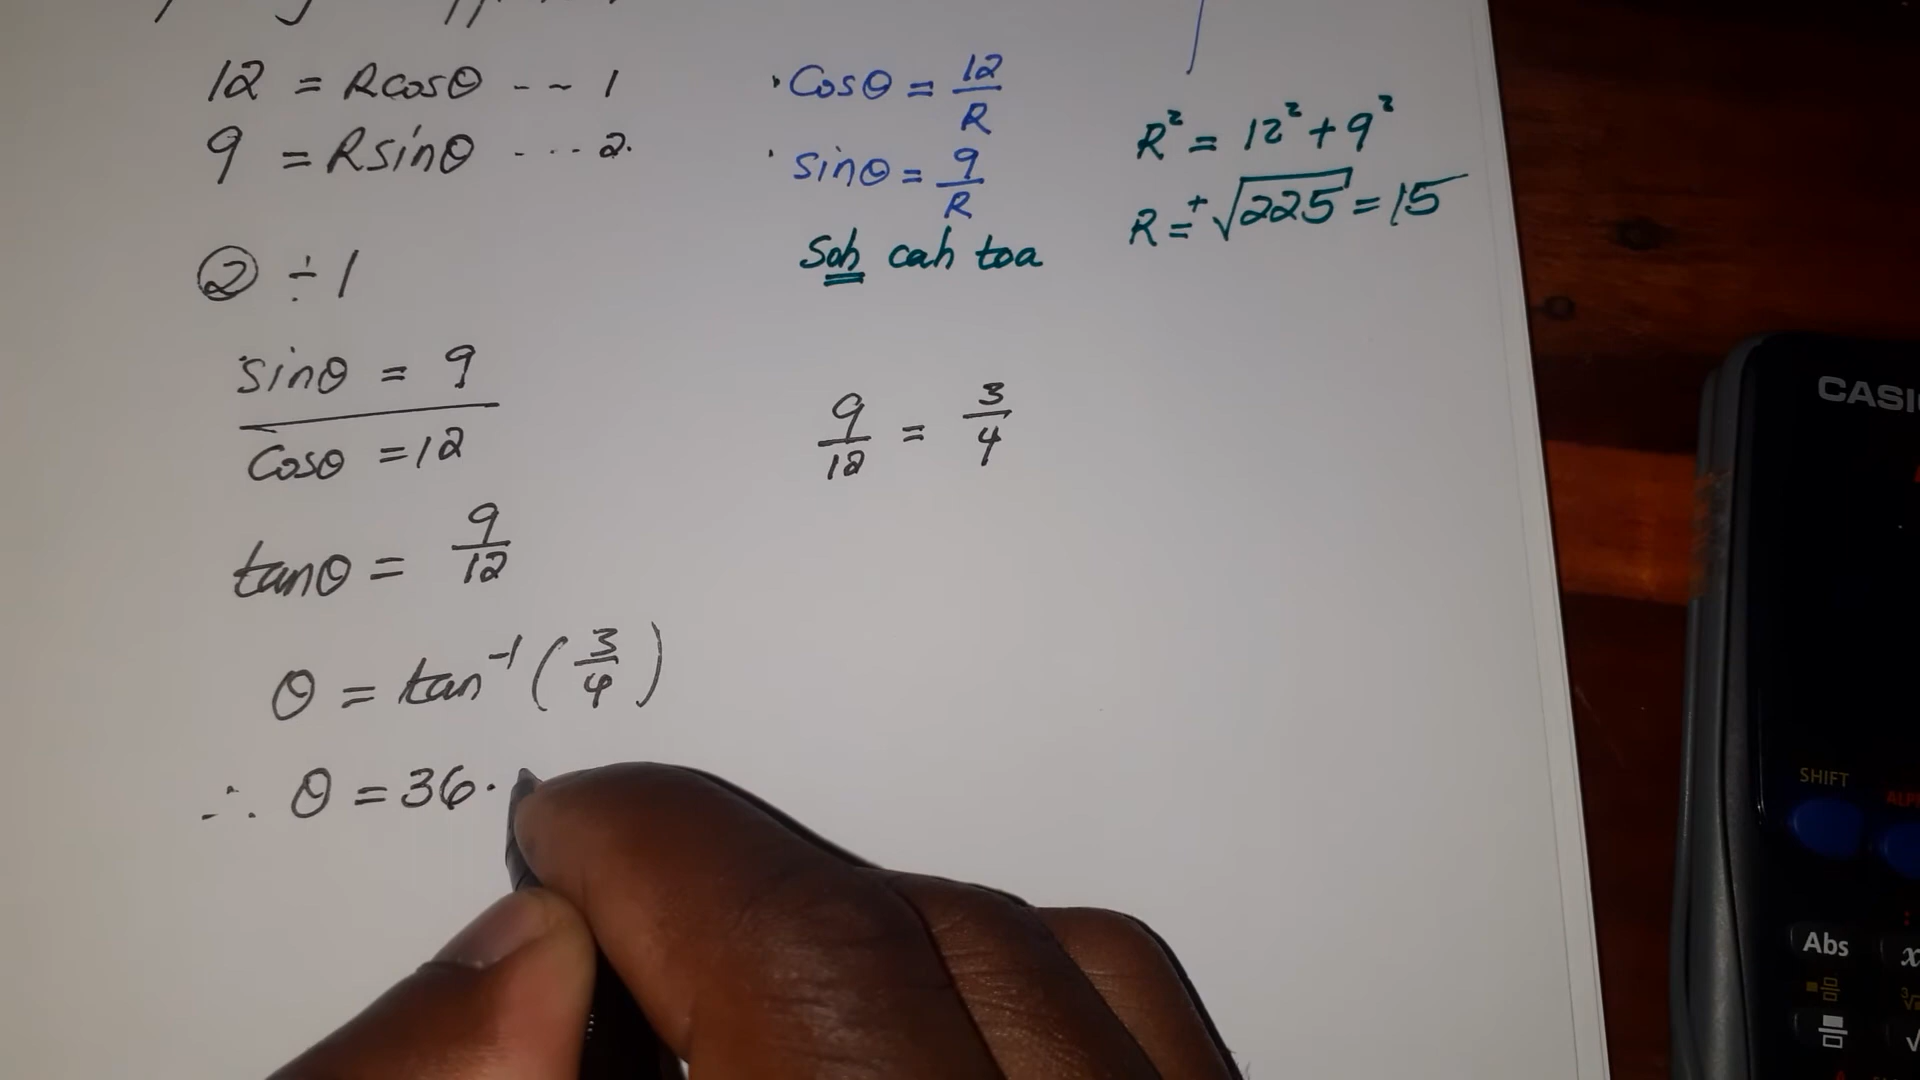 12 = Rcosθ - - ~ 1
9 = Rsinθ - - - - 2.
② ÷ 1
sinθ = 9
cosθ = 12
tanθ = 9/12
θ = tan⁻¹ (3/4)
∴ θ = 36.
Cosθ = 12/R
sinθ = 9/R
Soh cah toa
9/12 = 3/4
R² = 12² + 9²
R = ⁺√225 = 15
CASI
SHIFT
ALP
Abs